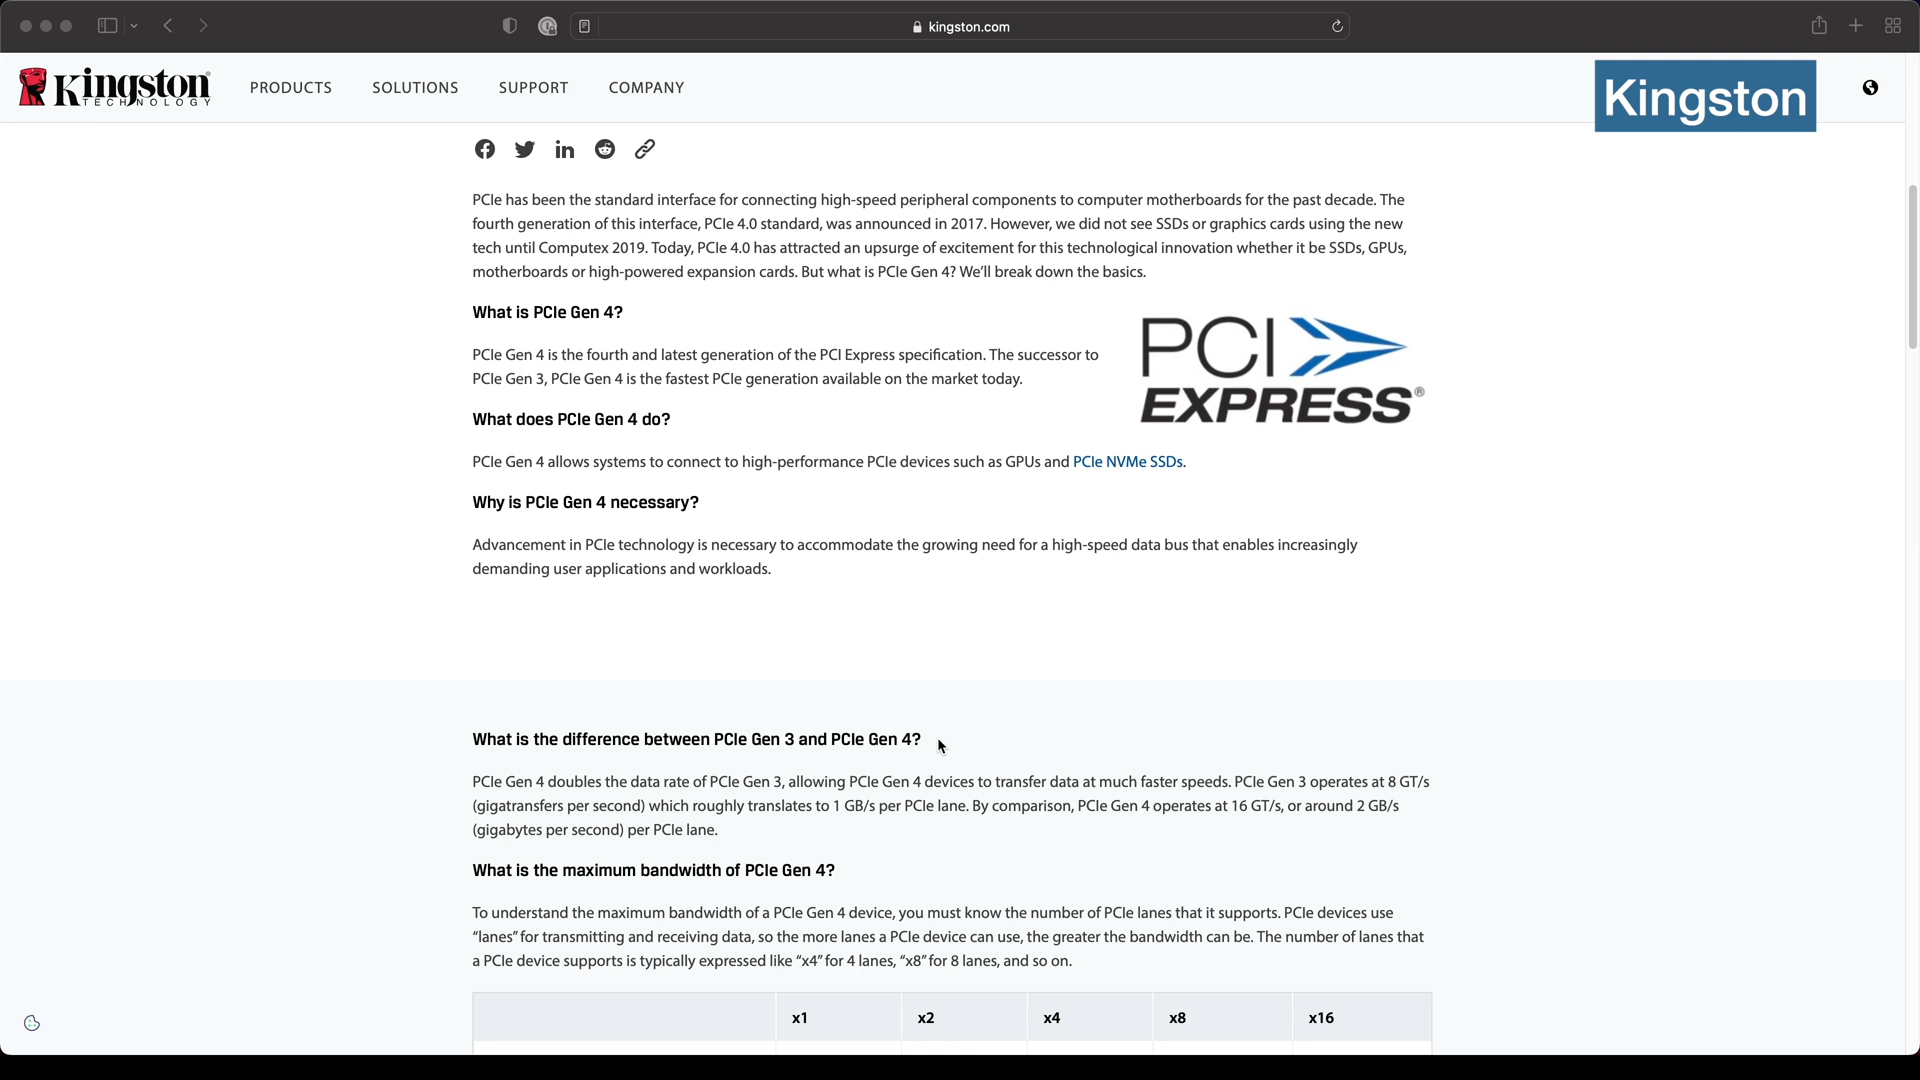 kingston.com
Kingston
TECHNOLOGY
PRODUCTS SOLUTIONS SUPPORT COMPANY
Kingston
PCIe has been the standard interface for connecting high-speed peripheral components to computer motherboards for the past decade. The
fourth generation of this interface, PCIe 4.0 standard, was announced in 2017. However, we did not see SSDs or graphics cards using the new
tech until Computex 2019. Today, PCIe 4.0 has attracted an upsurge of excitement for this technological innovation whether it be SSDs, GPUs,
motherboards or high-powered expansion cards. But what is PCIe Gen 4? We’ll break down the basics.
What is PCIe Gen 4?
PCIe Gen 4 is the fourth and latest generation of the PCI Express specification. The successor to
PCIe Gen 3, PCIe Gen 4 is the fastest PCIe generation available on the market today.
PCI
EXPRESS®
What does PCIe Gen 4 do?
PCIe Gen 4 allows systems to connect to high-performance PCIe devices such as GPUs and PCIe NVMe SSDs.
Why is PCIe Gen 4 necessary?
Advancement in PCIe technology is necessary to accommodate the growing need for a high-speed data bus that enables increasingly
demanding user applications and workloads.
What is the difference between PCIe Gen 3 and PCIe Gen 4?
PCIe Gen 4 doubles the data rate of PCIe Gen 3, allowing PCIe Gen 4 devices to transfer data at much faster speeds. PCIe Gen 3 operates at 8 GT/s
(gigatransfers per second) which roughly translates to 1 GB/s per PCIe lane. By comparison, PCIe Gen 4 operates at 16 GT/s, or around 2 GB/s
(gigabytes per second) per PCIe lane.
What is the maximum bandwidth of PCIe Gen 4?
To understand the maximum bandwidth of a PCIe Gen 4 device, you must know the number of PCIe lanes that it supports. PCIe devices use
“lanes” for transmitting and receiving data, so the more lanes a PCIe device can use, the greater the bandwidth can be. The number of lanes that
a PCIe device supports is typically expressed like “x4” for 4 lanes, “x8” for 8 lanes, and so on.
x1 x2 x4 x8 x16